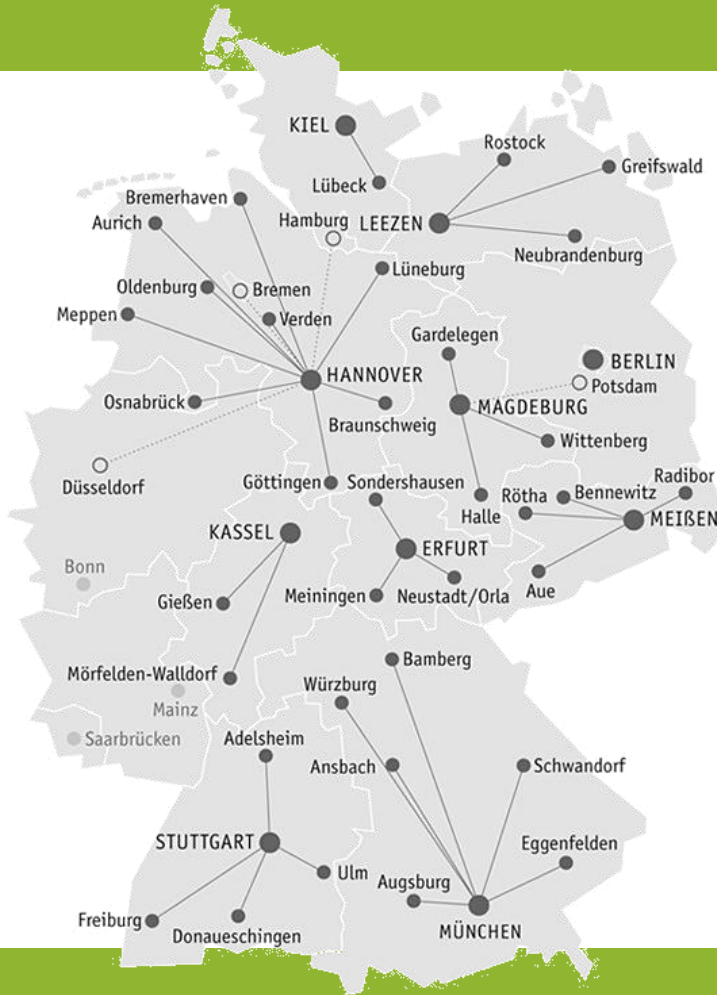 KIEL
Rostock
Greifswald
Lübeck
Bremerhaven
Hamburg
LEEZEN
Aurich
Neubrandenburg
Lüneburg
Oldenburg
Bremen
Meppen
Verden
Gardelegen
BERLIN
HANNOVER
Potsdam
Osnabrück
MAGDEBURG
Braunschweig
Wittenberg
Düsseldorf
Göttingen
Sondershausen
Radibor
Rötha
Bennewitz
Halle
MEIßEN
KASSEL
ERFURT
Bonn
Gießen
Meiningen
Neustadt/Orla
Aue
Bamberg
Mörfelden-Walldorf
Würzburg
Mainz
Saarbrücken
Adelsheim
Ansbach
Schwandorf
STUTTGART
Eggenfelden
Ulm
Augsburg
Freiburg
Donaueschingen
MÜNCHEN